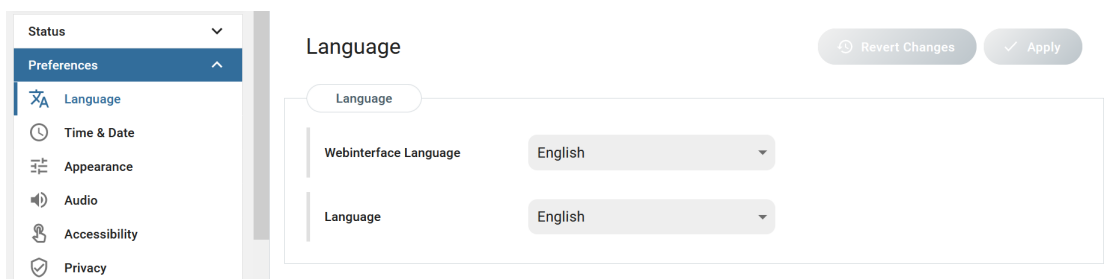 Status
Preferences
Language
Time & Date
Appearance
Audio
Accessibility
Privacy
Language
Revert Changes
Apply
Language
Webinterface Language
English
Language
English